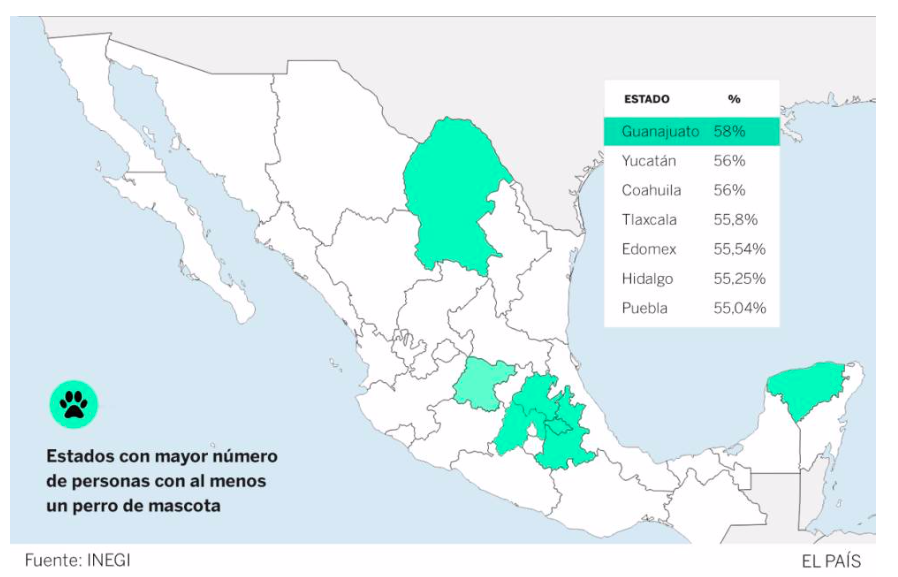 ESTADO %
Guanajuato 58%
Yucatán 56%
Coahuila 56%
Tlaxcala 55,8%
Edomex 55,54%
Hidalgo 55,25%
Puebla 55,04%
Estados con mayor número
de personas con al menos
un perro de mascota
Fuente: INEGI
EL PAÍS